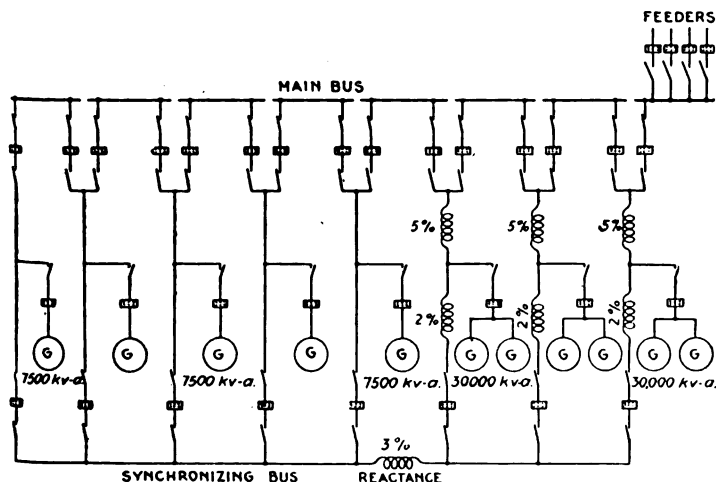 FEEDERS
MAIN BUS
5% 5% 5%
2% 2% 2%
G G G G G G G G G G G
7500 kv-a. 7500 kv-a. 7500 kv-a. 30000 kv-a. 30,000 kv-a.
3%
SYNCHRONIZING BUS REACTANCE